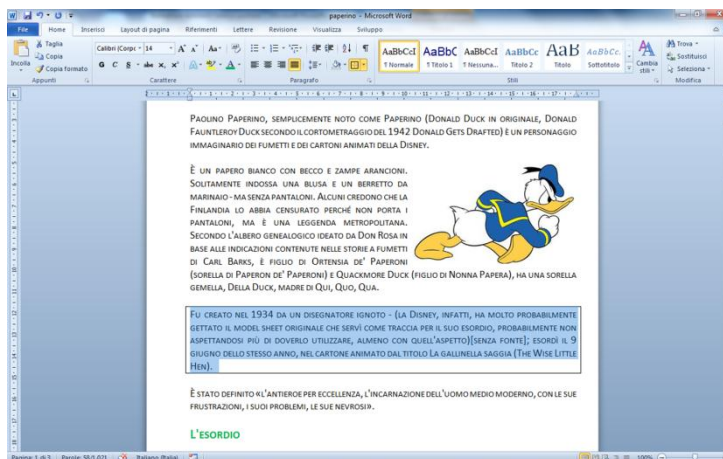 paperino - Microsoft Word
File Home Inserisci Layout di pagina Riferimenti Lettere Revisione Visualizza Sviluppo
Incolla
Taglia
Copia
Copia formato
Appunti
Calibri (Corpc 14
G C S abc x, x²
Carattere
Paragrafo
AaBbCcI AaBbC AaBbCcI AaBbCc AaB AaBbCc.
¶ Normale ¶ Titolo 1 ¶ Nessuna... Titolo 2 Titolo Sottotitolo
Stili
Cambia stili
Trova
Sostituisci
Seleziona
Modifica
PAOLINO PAPERINO, SEMPLICEMENTE NOTO COME PAPERINO (DONALD DUCK IN ORIGINALE, DONALD
FAUNTLEROY DUCK SECONDO IL CORTOMETRAGGIO DEL 1942 DONALD GETS DRAFTED) È UN PERSONAGGIO
IMMAGINARIO DEI FUMETTI E DEI CARTONI ANIMATI DELLA DISNEY.
È UN PAPERO BIANCO CON BECCO E ZAMPE ARANCIONI.
SOLITAMENTE INDOSSA UNA BLUSA E UN BERRETTO DA
MARINAIO - MA SENZA PANTALONI. ALCUNI CREDONO CHE LA
FINLANDIA LO ABBIA CENSURATO PERCHÉ NON PORTA I
PANTALONI, MA È UNA LEGGENDA METROPOLITANA.
SECONDO L'ALBERO GENEALOGICO IDEATO DA DON ROSA IN
BASE ALLE INDICAZIONI CONTENUTE NELLE STORIE A FUMETTI
DI CARL BARKS, È FIGLIO DI ORTENSIA DE' PAPERONI
(SORELLA DI PAPERON DE' PAPERONI) E QUACKMORE DUCK (FIGLIO DI NONNA PAPERA), HA UNA SORELLA
GEMELLA, DELLA DUCK, MADRE DI QUI, QUO, QUA.
FU CREATO NEL 1934 DA UN DISEGNATORE IGNOTO - (LA DISNEY, INFATTI, HA MOLTO PROBABILMENTE
GETTATO IL MODEL SHEET ORIGINALE CHE SERVÌ COME TRACCIA PER IL SUO ESORDIO, PROBABILMENTE NON
ASPETTANDOSI PIÙ DI DOVERLO UTILIZZARE, ALMENO CON QUELL'ASPETTO)[SENZA FONTE]; ESORDÌ IL 9
GIUGNO DELLO STESSO ANNO, NEL CARTONE ANIMATO DAL TITOLO LA GALLINELLA SAGGIA (THE WISE LITTLE
HEN).
È STATO DEFINITO «L'ANTIEROE PER ECCELLENZA, L'INCARNAZIONE DELL'UOMO MEDIO MODERNO, CON LE SUE
FRUSTRAZIONI, I SUOI PROBLEMI, LE SUE NEVROSI».
L'ESORDIO
Pagina: 1 di 3 Parole: 58/1.021 Italiano (Italia) 100%